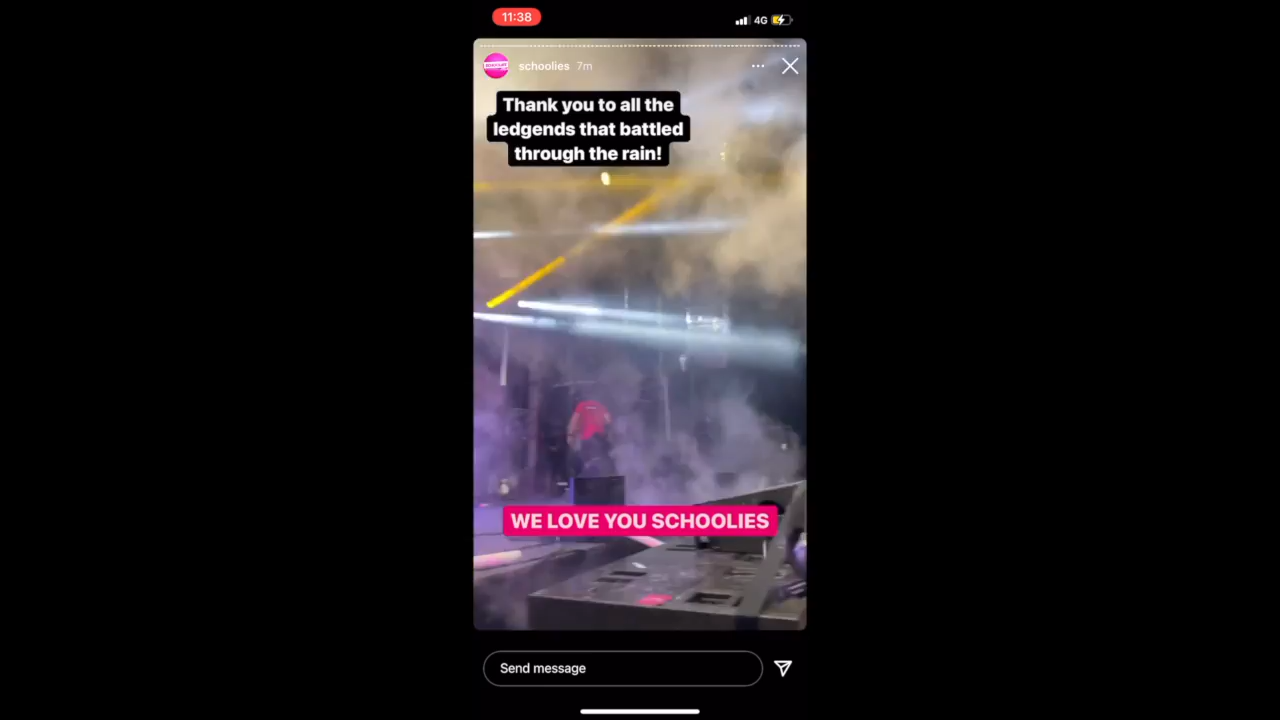 11:38
4G
schoolies 7m
Thank you to all the
ledgends that battled
through the rain!
WE LOVE YOU SCHOOLIES
Send message